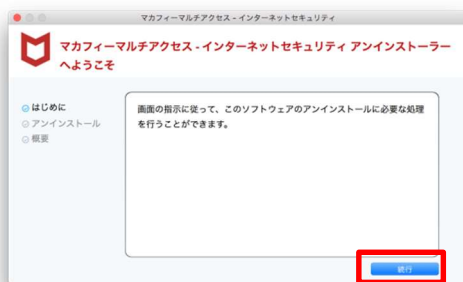 マカフィーマルチアクセス - インターネットセキュリティ
マカフィーマルチアクセス - インターネットセキュリティ アンインストーラー
へようこそ
はじめに
アンインストール
概要
画面の指示に従って、このソフトウェアのアンインストールに必要な処理
を行うことができます。
続行